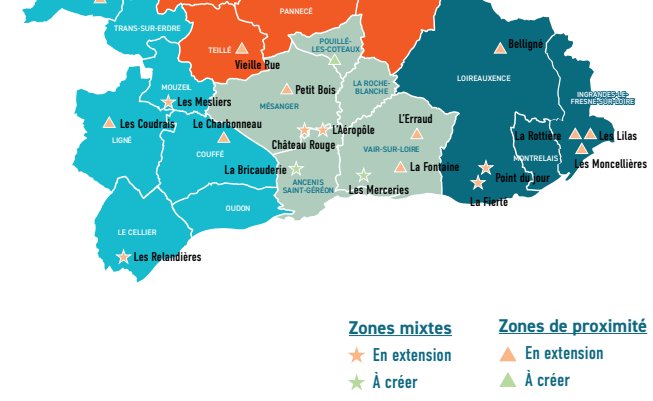 PANNECÉ
TRANS-SUR-ERDRE
POUILLÉ-
LES-COTEAUX
Belligné
TEILLÉ
Vieille Rue
LOIREAUXENCE
MOUZEIL
Petit Bois
LA ROCHE-
BLANCHE
INGRANDES-LE-
FRESNE-SUR-LOIRE
Les Mesliers
MÉSANGER
Les Coudrais
Le Charbonneau
L'Aéropôle
L'Erraud
La Rottière
Les Lilas
LIGNÉ
Château Rouge
VAIR-SUR-LOIRE
COUFFÉ
MONTRELAIS
Les Moncellières
La Bricauderie
La Fontaine
Point du jour
ANCENIS
SAINT-GÉRÉON
Les Merceries
La Fierté
OUDON
LE CELLIER
Les Relandières
Zones mixtes
En extension
À créer
Zones de proximité
En extension
À créer